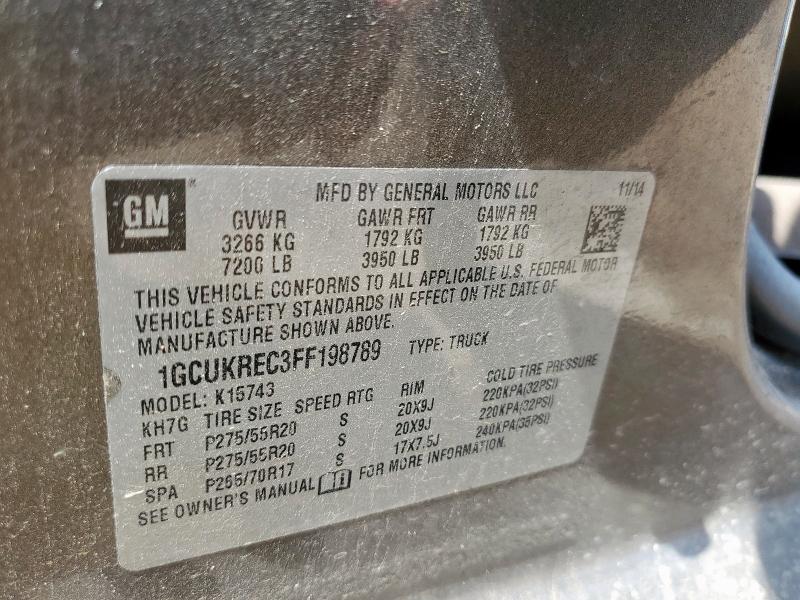 GM
MFD BY GENERAL MOTORS LLC 11/14
GVWR GAWR FRT GAWR RR
3266 KG 1792 KG 1792 KG
7200 LB 3950 LB 3950 LB
THIS VEHICLE CONFORMS TO ALL APPLICABLE U.S. FEDERAL MOTOR
VEHICLE SAFETY STANDARDS IN EFFECT ON THE DATE OF
MANUFACTURE SHOWN ABOVE.
1GCUKREC3FF198789 TYPE: TRUCK
MODEL: K15743
KH7G TIRE SIZE SPEED RTG RIM COLD TIRE PRESSURE
FRT P275/55R20 S 20X9J 220KPA(32PSI)
RR P275/55R20 S 20X9J 220KPA(32PSI)
SPA P265/70R17 S 17X7.5J 240KPA(35PSI)
SEE OWNER'S MANUAL FOR MORE INFORMATION.